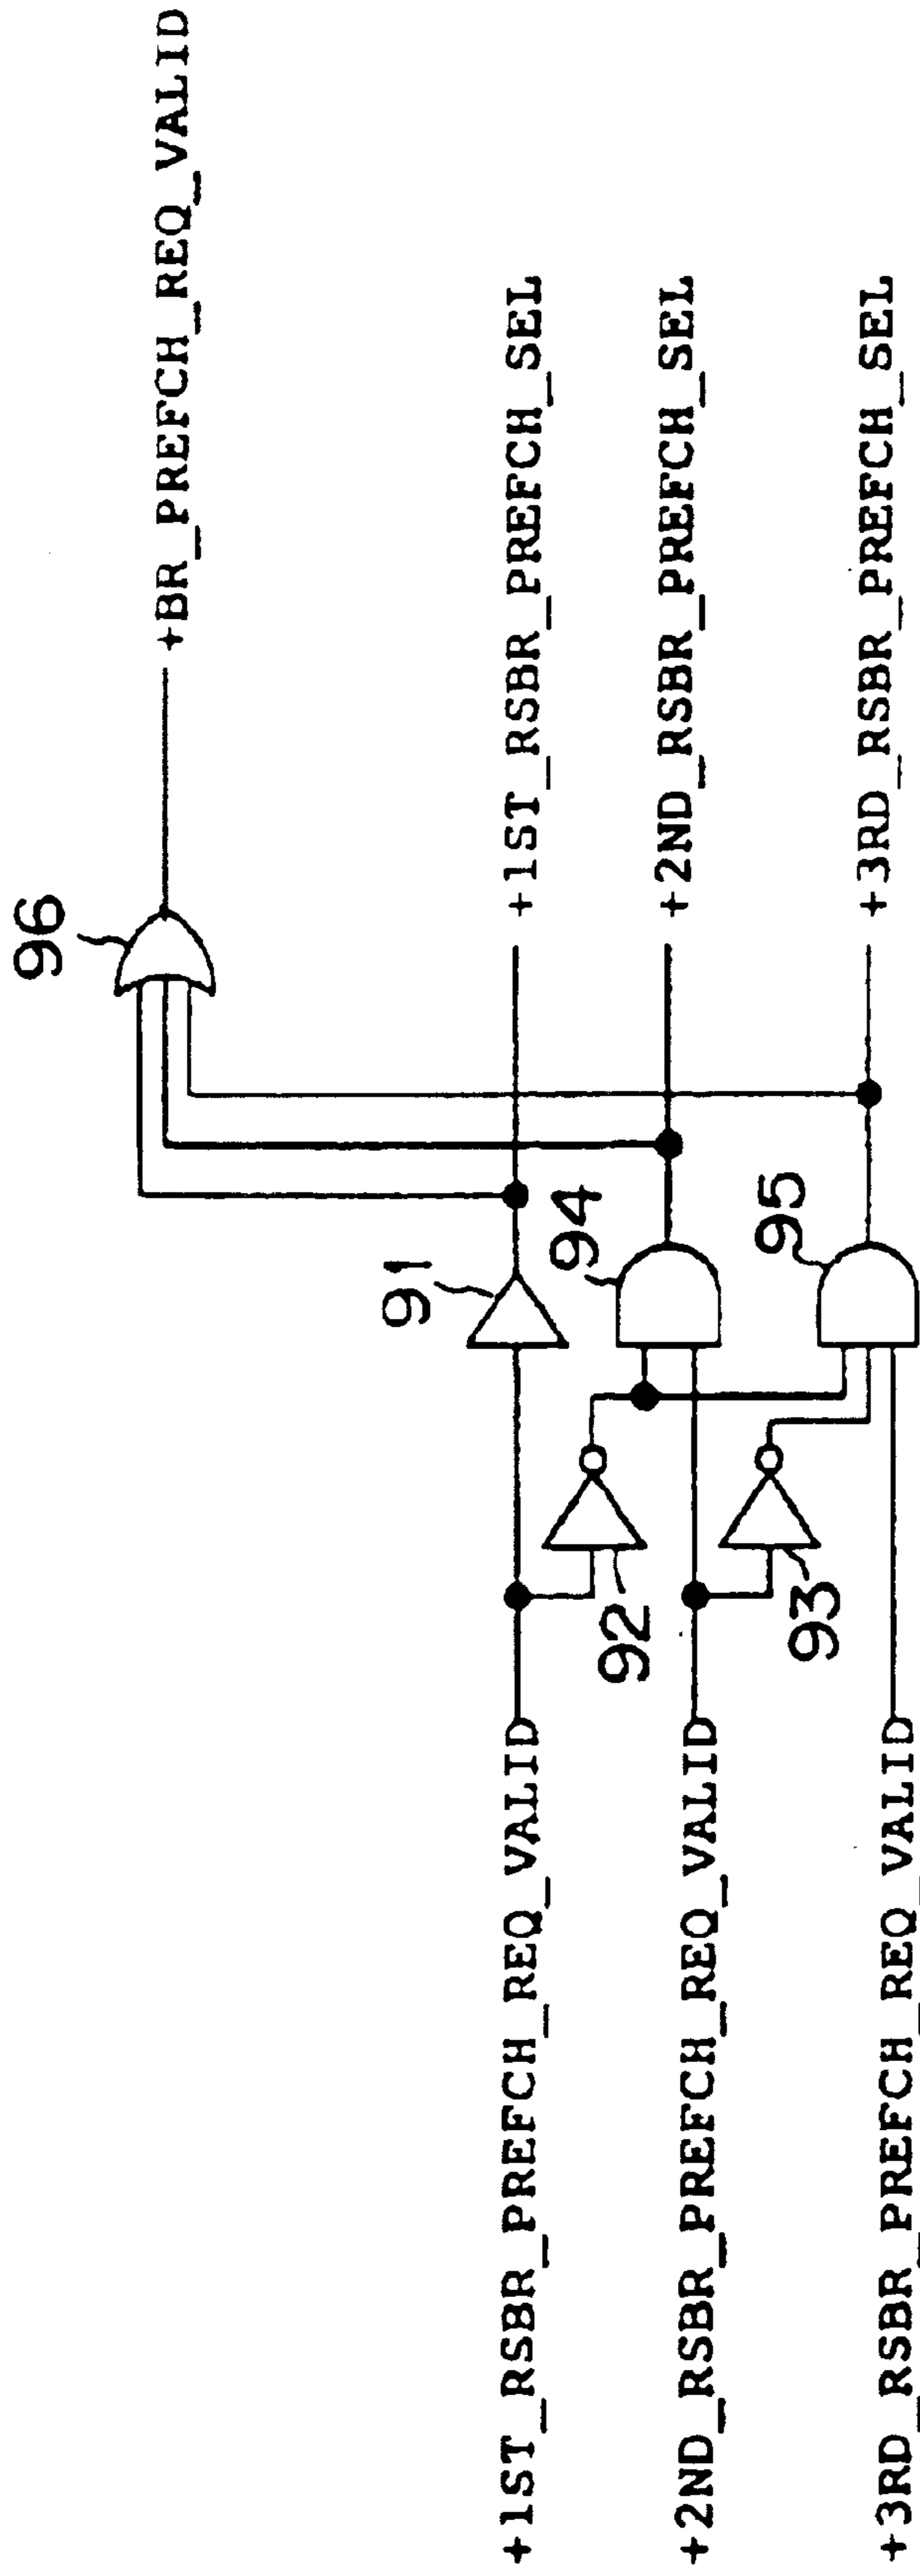 96
+BR_PREFCH_REQ_VALID
91
+1ST_RSBR_PREFCH_REQ_VALID
+1ST_RSBR_PREFCH_SEL
92
94
+2ND_RSBR_PREFCH_REQ_VALID
+2ND_RSBR_PREFCH_SEL
93
95
+3RD_RSBR_PREFCH_REQ_VALID
+3RD_RSBR_PREFCH_SEL